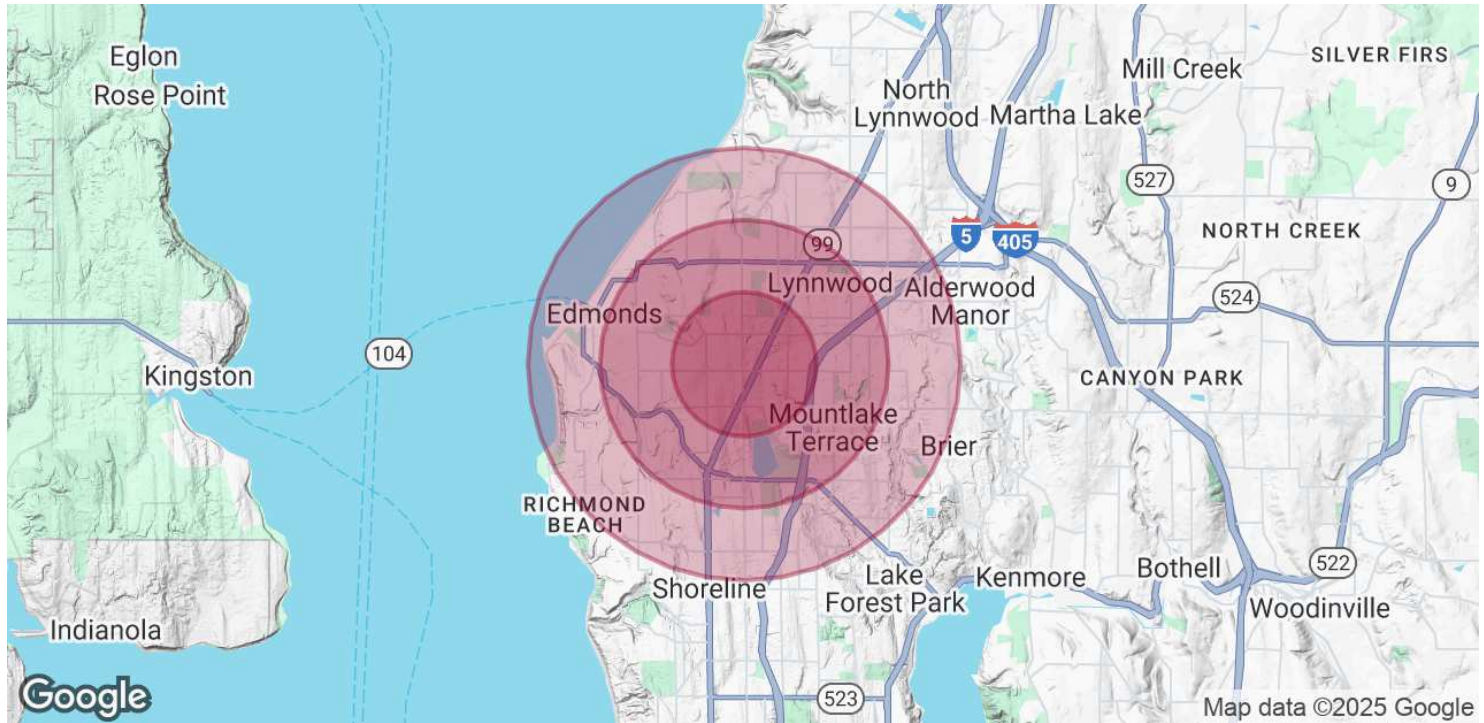 Eglon
Rose Point
SILVER FIRS
Mill Creek
North
Lynnwood
Martha Lake
527
9
NORTH CREEK
5
405
99
Lynnwood
Alderwood
Manor
524
Edmonds
104
Kingston
CANYON PARK
Mountlake
Terrace
Brier
RICHMOND
BEACH
522
Bothell
Kenmore
Lake
Forest Park
Shoreline
Woodinville
Indianola
523
Google
Map data ©2025 Google